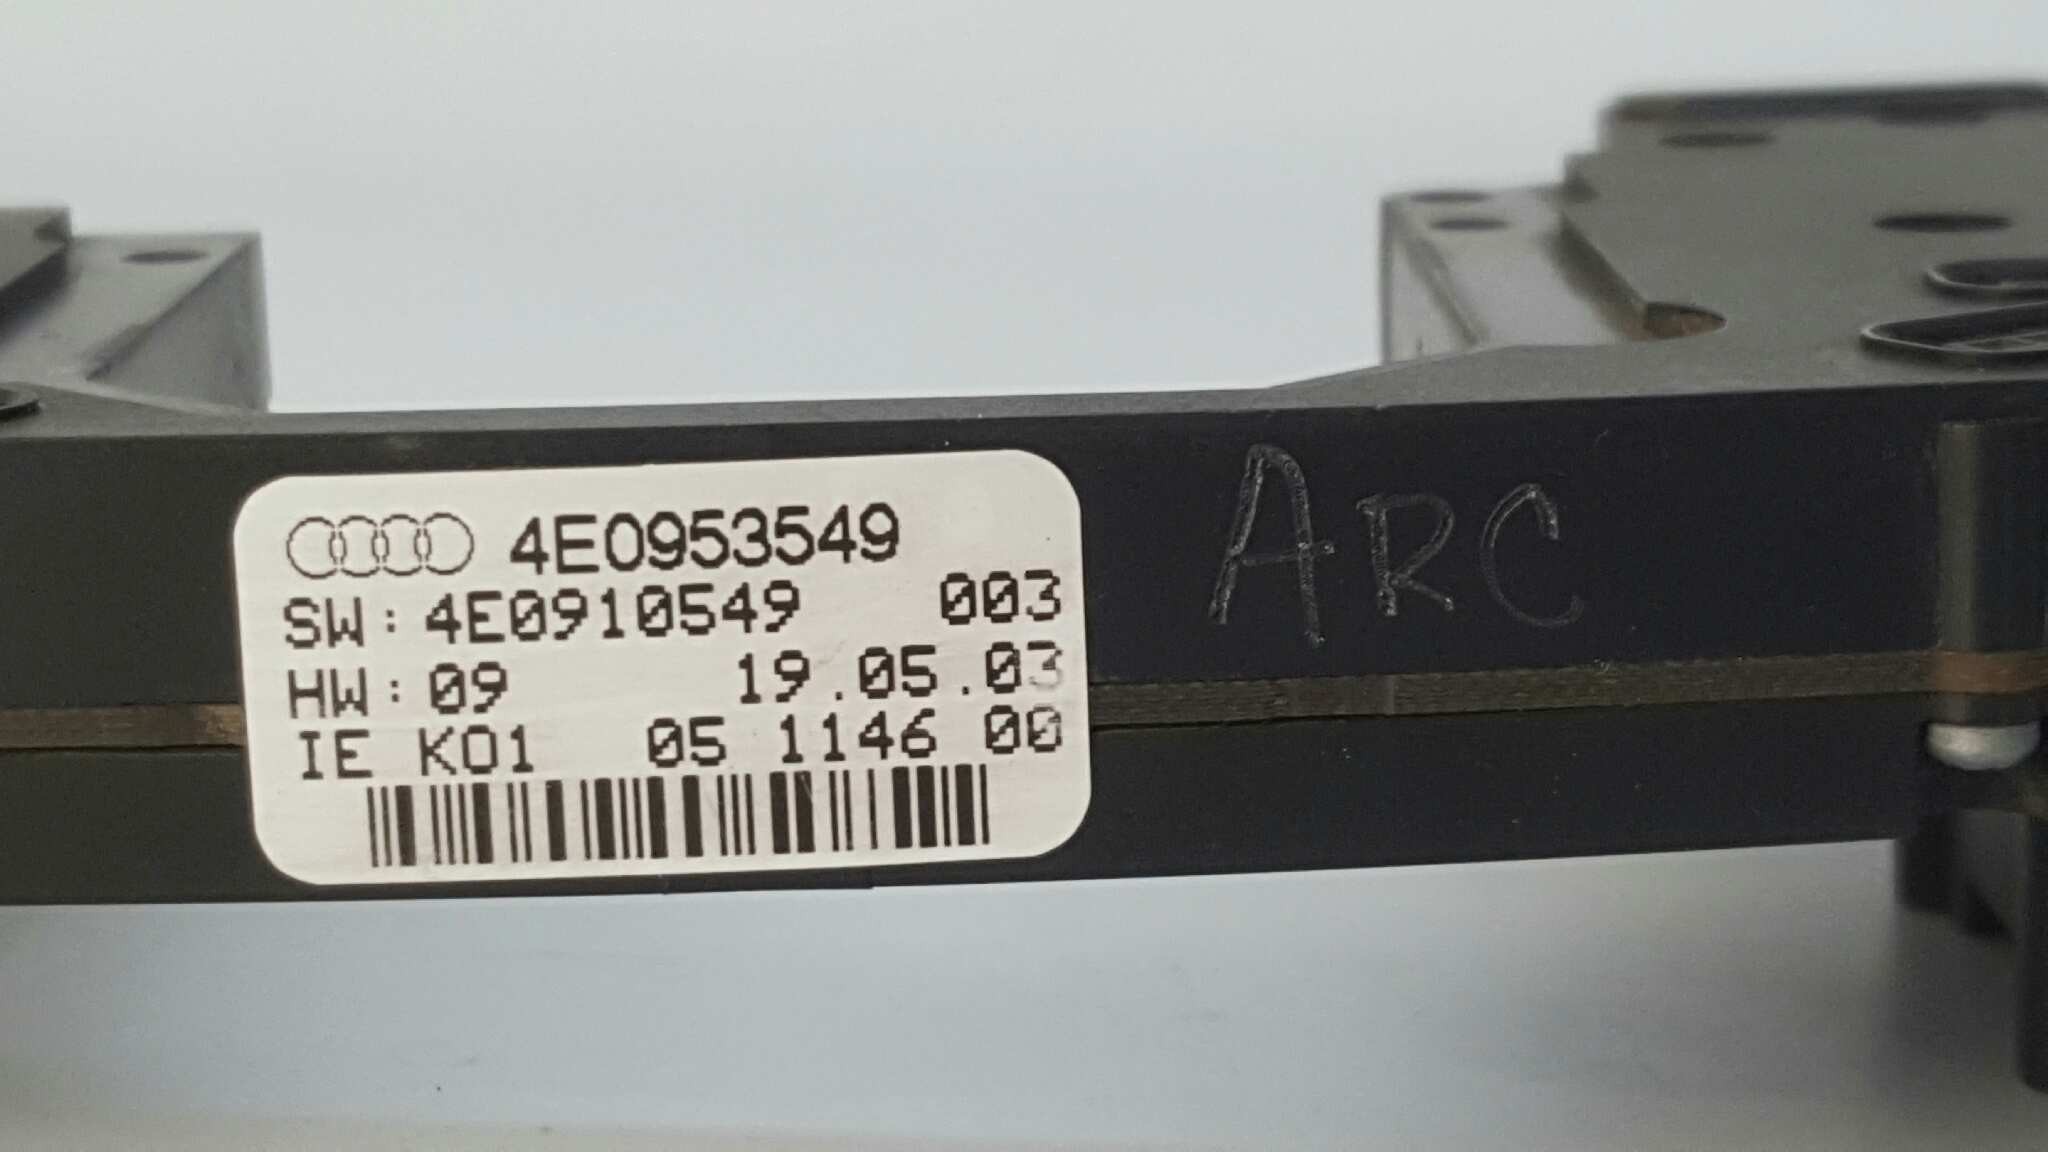 4E0953549
SW: 4E0910549 003
HW: 09 19.05.03
IE K01 05 1146 00
ARC